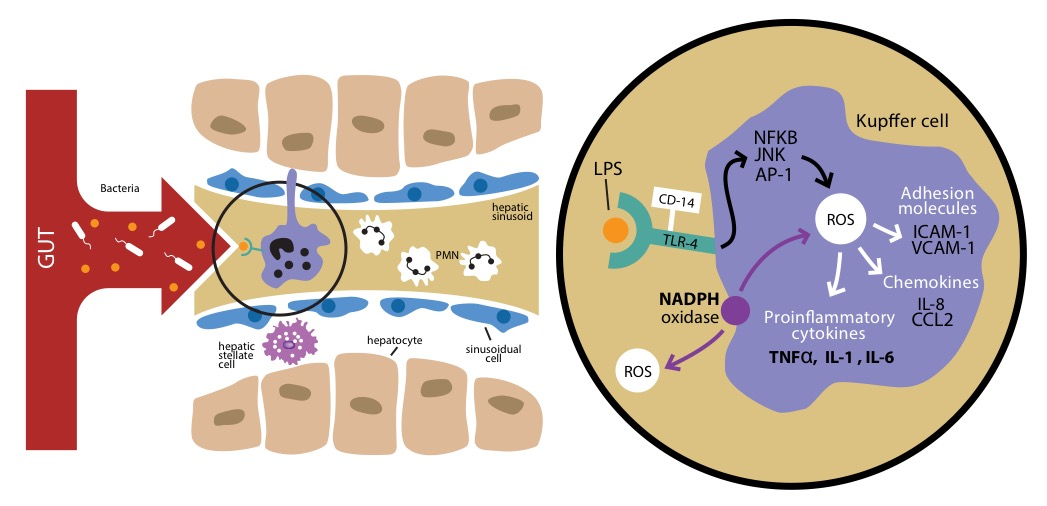 GUT
Bacteria
hepatic
sinusoid
PMN
hepatic
stellate
cell
hepatocyte
sinusoidual
cell
Kupffer cell
LPS
CD-14
TLR-4
NFKB
JNK
AP-1
ROS
Adhesion
molecules
ICAM-1
VCAM-1
Chemokines
IL-8
CCL2
NADPH
oxidase
Proinflammatory
cytokines
TNFα, IL-1 , IL-6
ROS